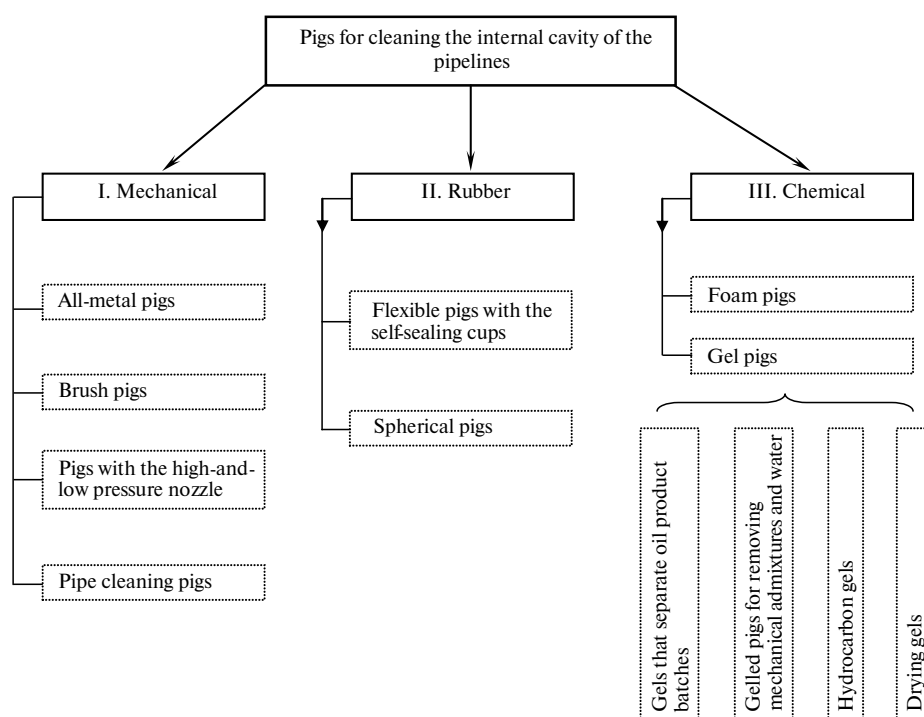 Pigs for cleaning the internal cavity of the
pipelines
I. Mechanical
All-metal pigs
Brush pigs
Pigs with the high-and-
low pressure nozzle
Pipe cleaning pigs
II. Rubber
Flexible pigs with the
self-sealing cups
Spherical pigs
III. Chemical
Foam pigs
Gel pigs
Gels that separate oil product
batches
Gelled pigs for removing
mechanical admixtures and water
Hydrocarbon gels
Drying gels